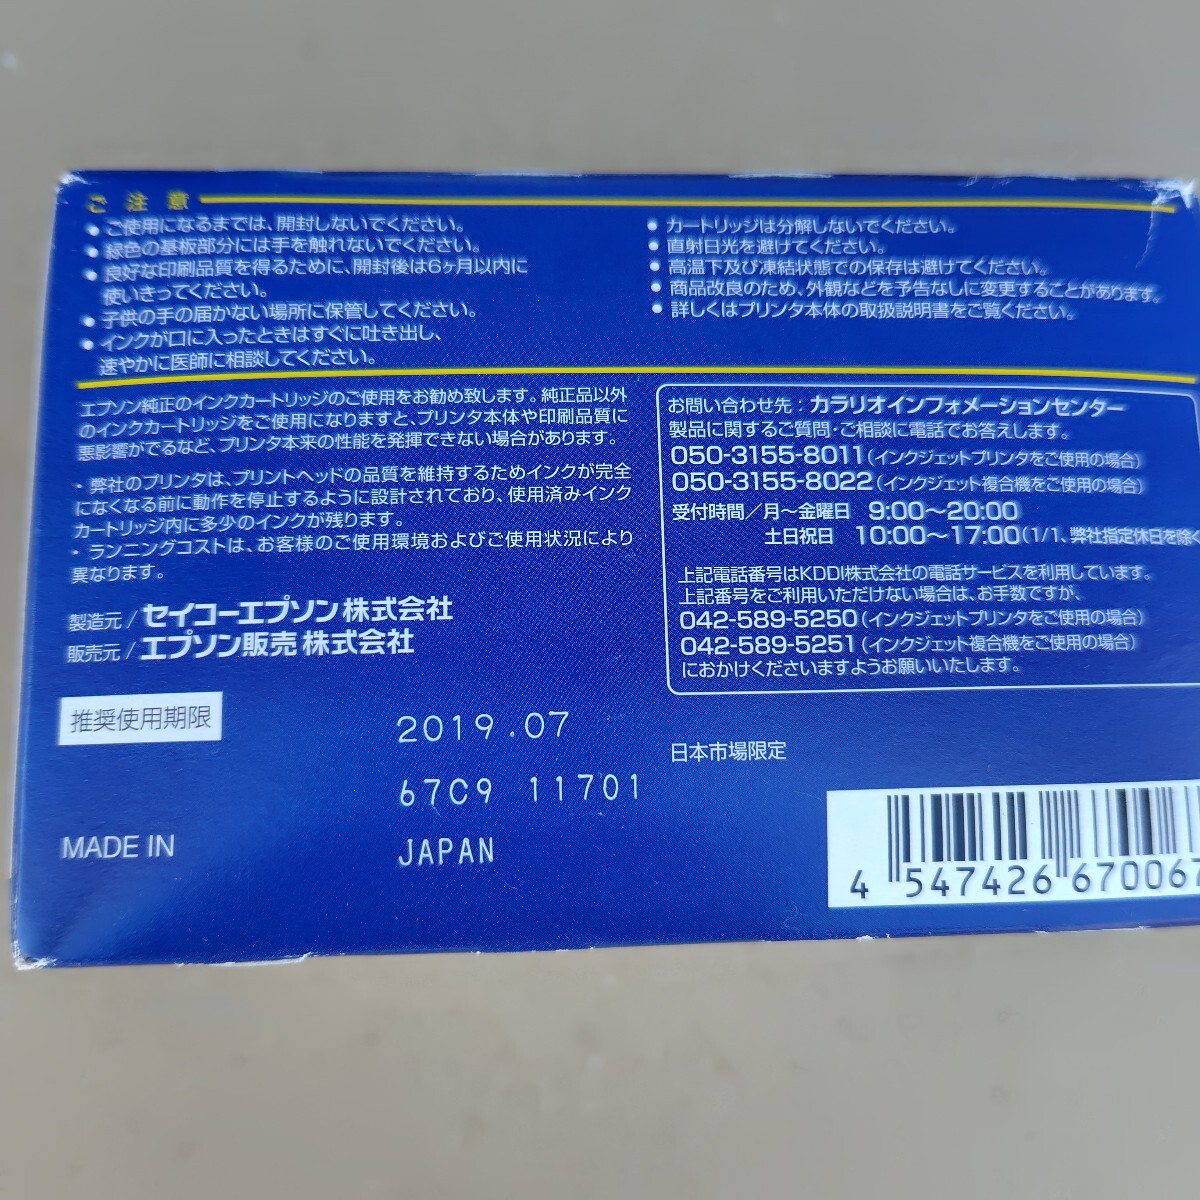 ご注意
● ご使用になるまでは、開封しないでください。
● 緑色の基板部分には手を触れないでください。
● 良好な印刷品質を得るために、開封後は6ヶ月以内に
使いきってください。
● 子供の手の届かない場所に保管してください。
● インクが口に入ったときはすぐに吐き出し、
速やかに医師に相談してください。
● カートリッジは分解しないでください。
● 直射日光を避けてください。
● 高温下及び凍結状態での保存は避けてください。
● 商品改良のため、外観などを予告なしに変更することがあります。
● 詳しくはプリンタ本体の取扱説明書をご覧ください。
エプソン純正のインクカートリッジのご使用をお勧め致します。純正品以外
のインクカートリッジをご使用になりますと、プリンタ本体や印刷品質に
悪影響がでるなど、プリンタ本来の性能を発揮できない場合があります。
・弊社のプリンタは、プリントヘッドの品質を維持するためインクが完全
になくなる前に動作を停止するように設計されており、使用済みインク
カートリッジ内に多少のインクが残ります。
・ランニングコストは、お客様のご使用環境およびご使用状況により
異なります。
製造元/セイコーエプソン株式会社
販売元/エプソン販売株式会社
お問い合わせ先：カラリオインフォメーションセンター
製品に関するご質問・ご相談に電話でお答えします。
050-3155-8011(インクジェットプリンタをご使用の場合)
050-3155-8022(インクジェット複合機をご使用の場合)
受付時間／月〜金曜日 9:00〜20:00
土日祝日 10:00〜17:00(1/1、弊社指定休日を除く
上記電話番号はKDDI株式会社の電話サービスを利用しています。
上記番号をご利用いただけない場合は、お手数ですが、
042-589-5250(インクジェットプリンタをご使用の場合)
042-589-5251(インクジェット複合機をご使用の場合)
におかけくださいますようお願いいたします。
推奨使用期限
2019.07
67C9 11701
MADE IN
JAPAN
日本市場限定
4 547426 670067